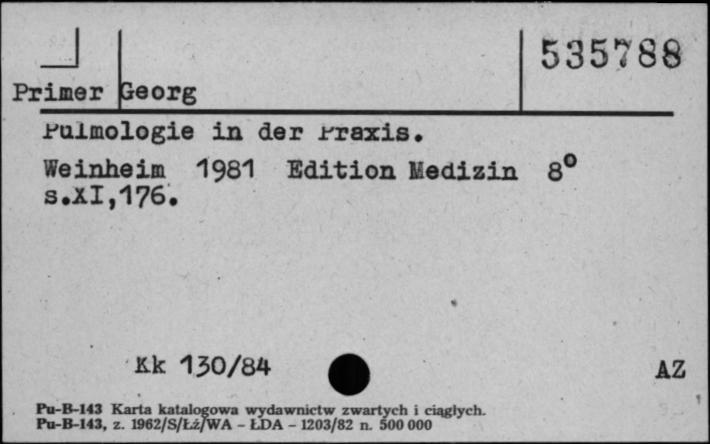 535788
Primer Georg
Pulmologie in der Praxis.
Weinheim 1981 Edition Medizin 8°
s.XI,176.
Kk 130/84
AZ
Pu-B-143 Karta katalogowa wydawnictw zwartych i ciągłych.
Pu-B-143, z. 1962/S/Łż/WA - ŁDA - 1203/82 n. 500 000